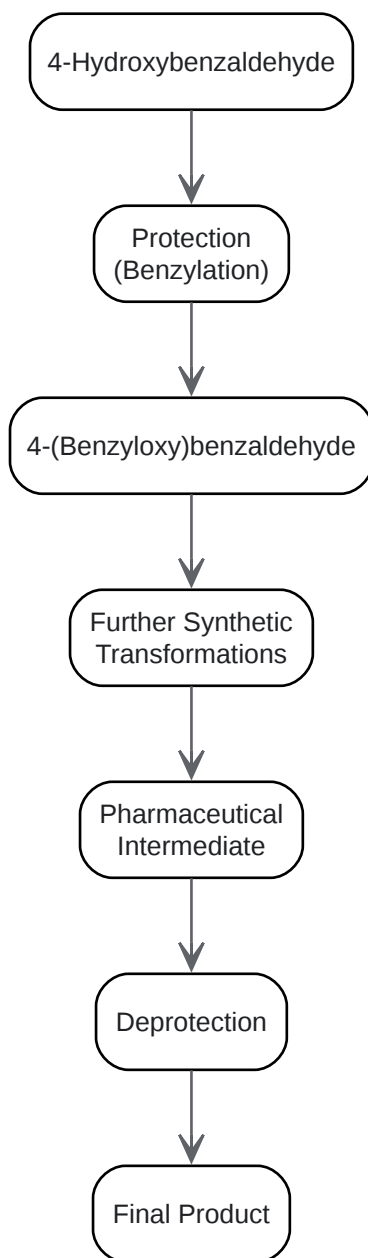 4-Hydroxybenzaldehyde
Protection
(Benzylation)
4-(Benzyloxy)benzaldehyde
Further Synthetic
Transformations
Pharmaceutical
Intermediate
Deprotection
Final Product